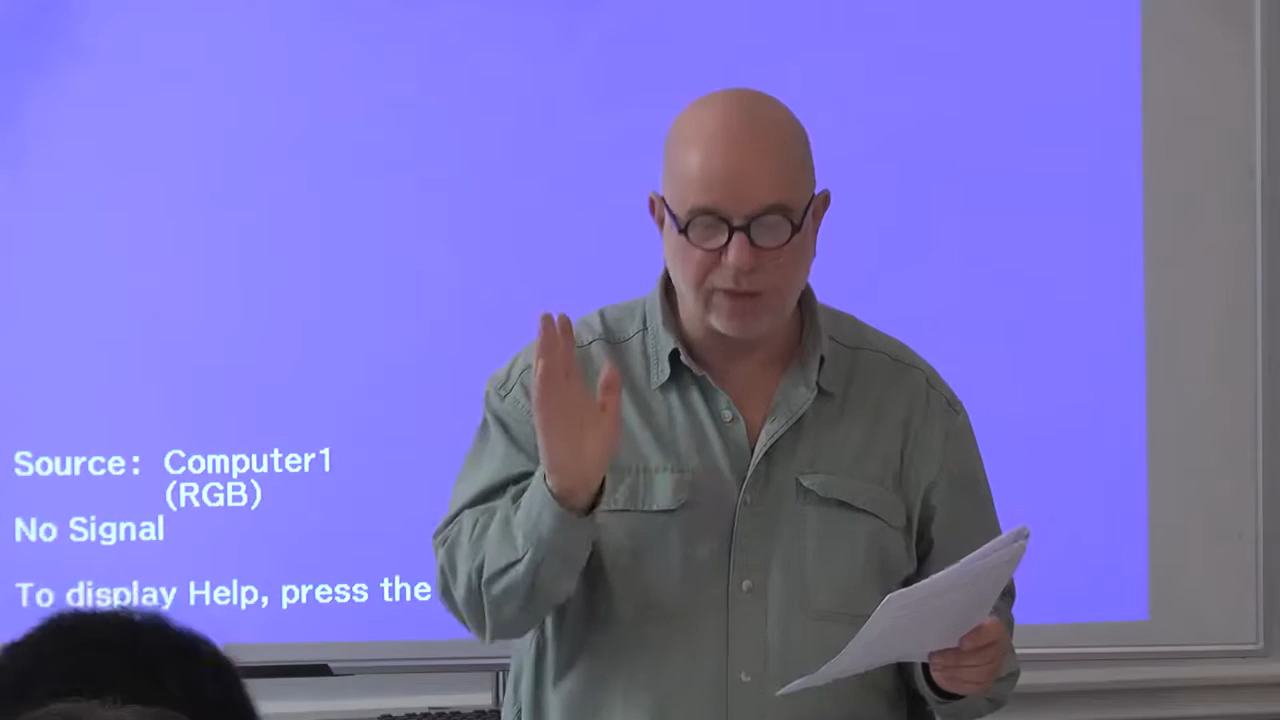 Source: Computer1
(RGB)
No Signal
To display Help, press the